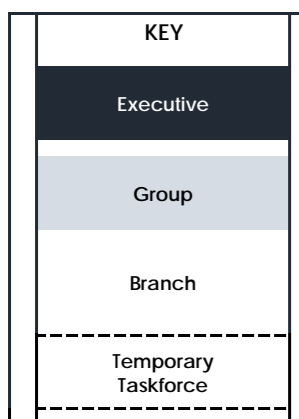 KEY
Executive
Group
Branch
Temporary
Taskforce